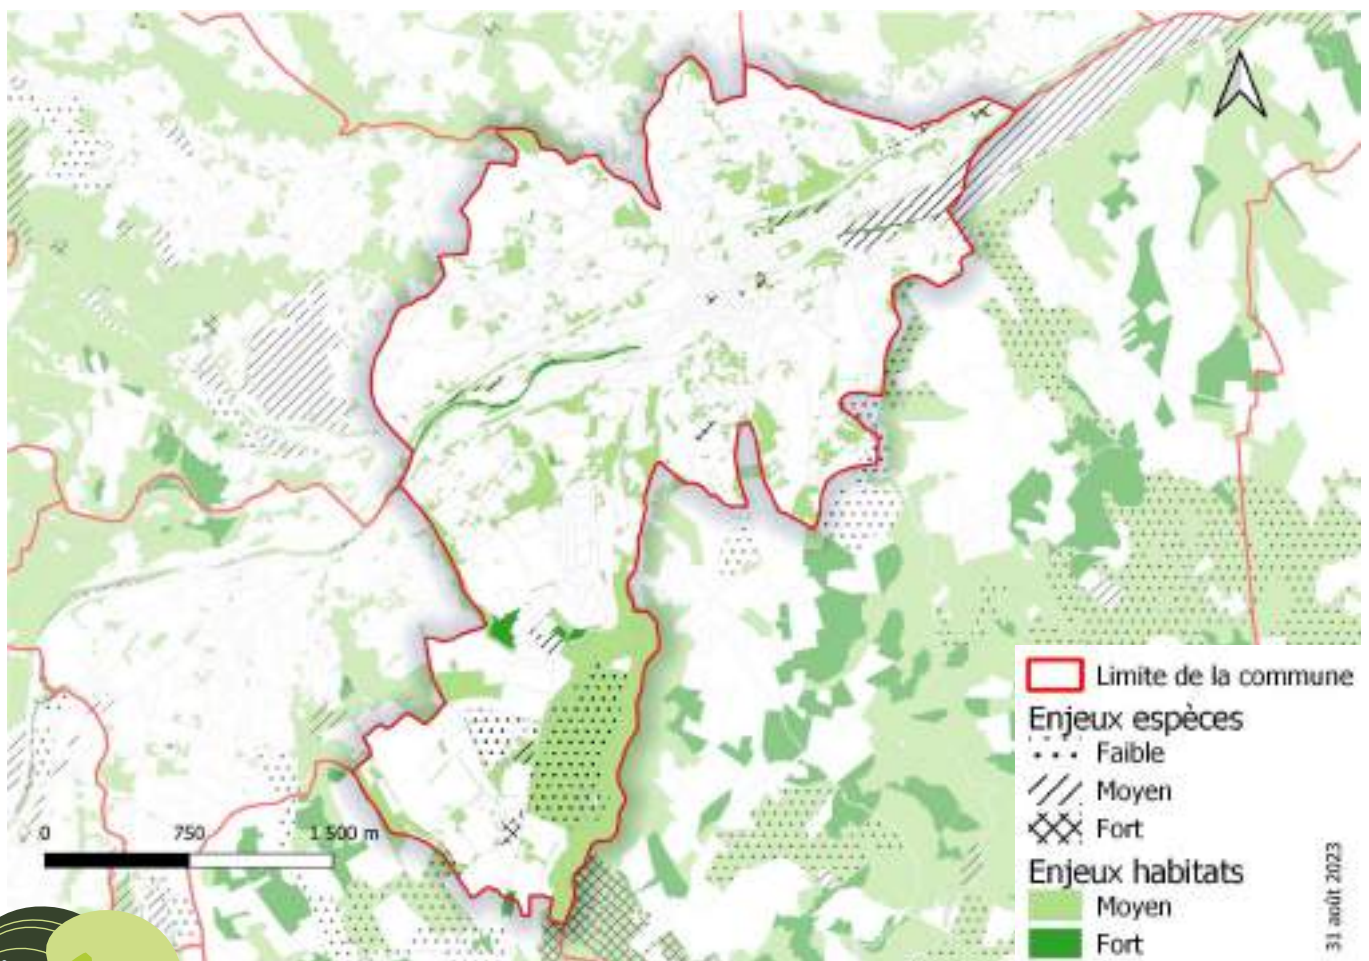 0 750 1 500 m
Limite de la commune
Enjeux espèces
Faible
Moyen
Fort
Enjeux habitats
Moyen
Fort
31 août 2023